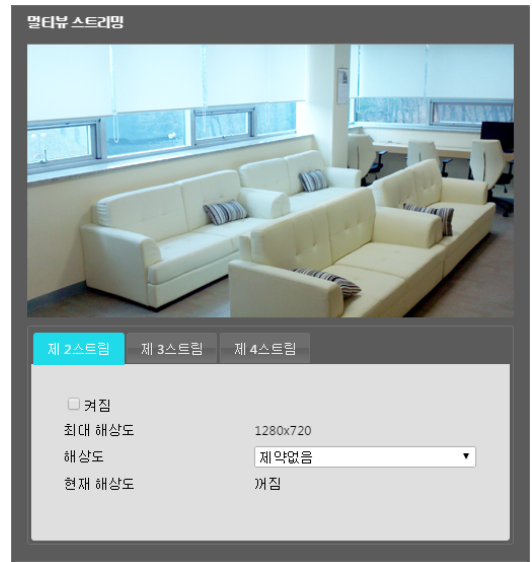 멀티뷰 스트리밍
제 2스트림 제 3스트림 제 4스트림
켜짐
최대 해상도 1280x720
해상도 제약없음
현재 해상도 꺼짐